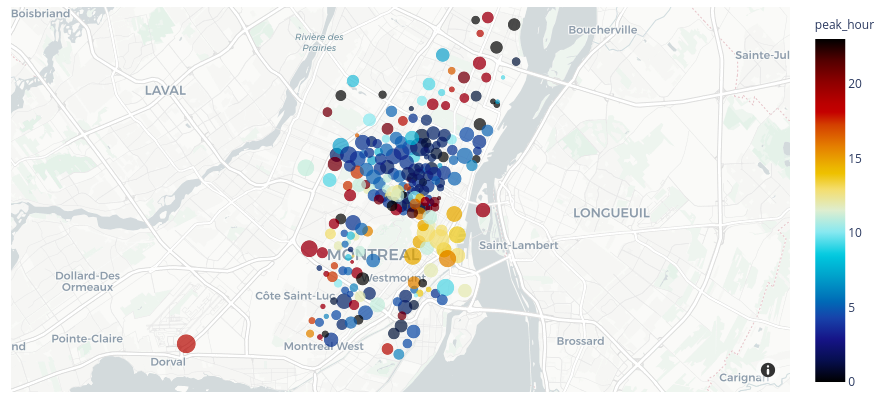 Boisbriand
Rivière des
Prairies
Boucherville
Sainte-Jul
LAVAL
LONGUEUIL
MONTREAL
Saint-Lambert
Dollard-Des
Ormeaux
Westmount
Côte Saint-Luc
nd
Pointe-Claire
Montréal West
Brossard
Dorval
Carignan
peak_hour
20
15
10
5
0